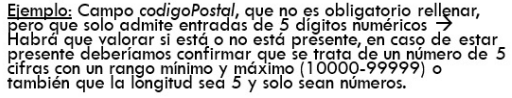 Ejemplo: Campo codigoPostal, que no es obligatorio rellenar,
pero que solo admite entradas de 5 dígitos numéricos →
Habrá que valorar si está o no está presente, en caso de estar
presente deberíamos confirmar que se trata de un número de 5
cifras con un rango mínimo y máximo (10000-99999) o
también que la longitud sea 5 y solo sean números.